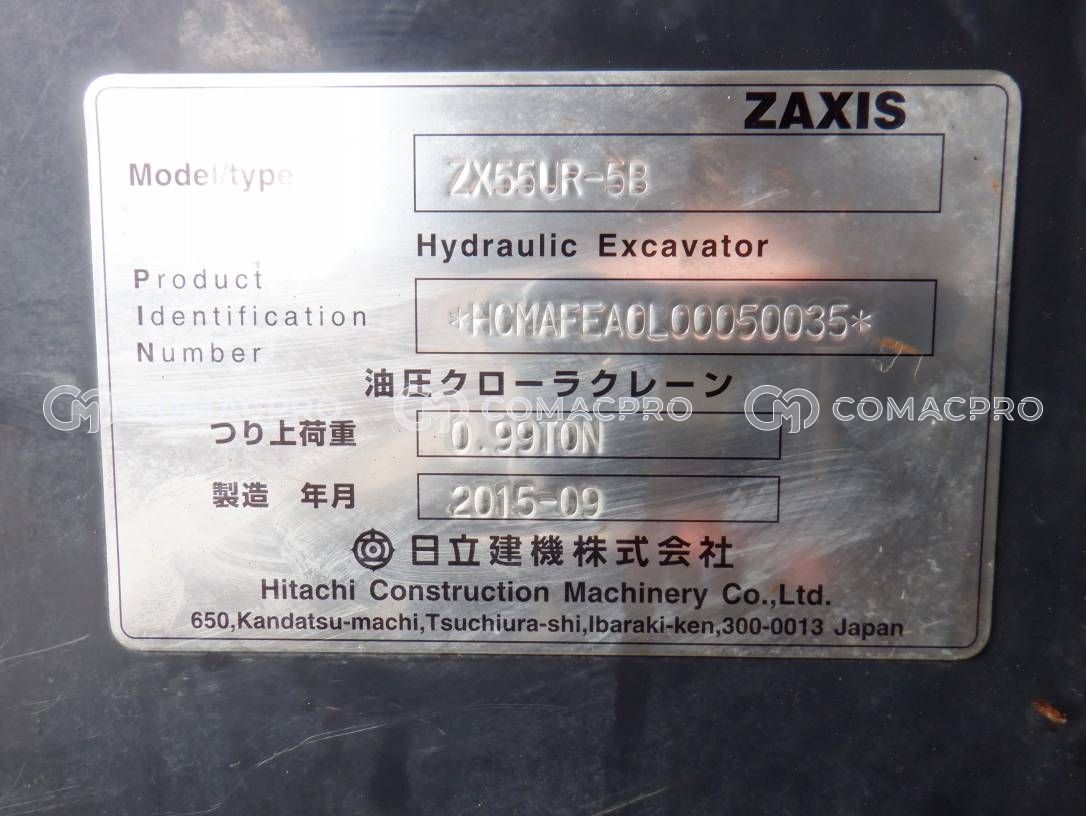 ZAXIS
Model/type ZX55UR-5B
Hydraulic Excavator
Product
Identification
Number
*HCMAFEA0L00050035*
油圧クローラクレーン
COMACPRO COMACPRO COMACPRO
つり上荷重 0.99TON
製造 年月 2015-09
日立建機株式会社
Hitachi Construction Machinery Co.,Ltd.
650,Kandatsu-machi,Tsuchiura-shi,Ibaraki-ken,300-0013 Japan